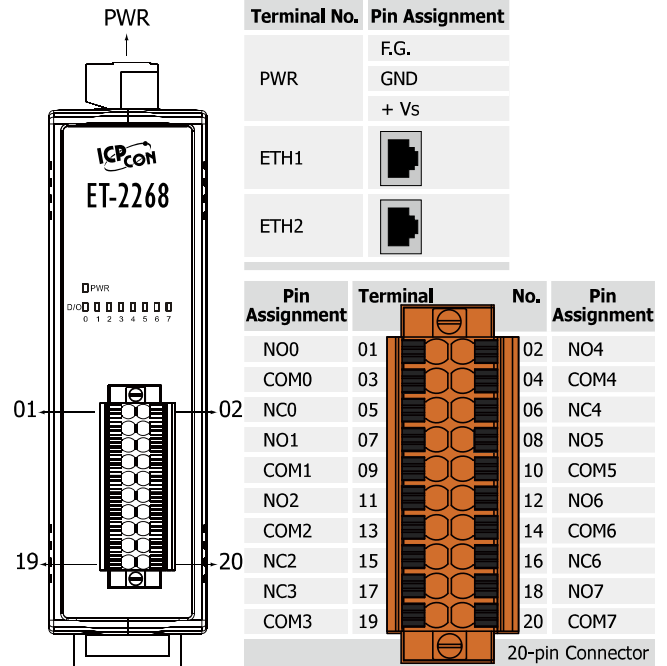 PWR
ICP CON
ET-2268
PWR
D/O
0 1 2 3 4 5 6 7
01 02
19 20
Terminal No. Pin Assignment
PWR F.G.
GND
+ Vs
ETH1
ETH2
Pin Assignment Terminal No. Pin Assignment
NO0 01 02 NO4
COM0 03 04 COM4
NC0 05 06 NC4
NO1 07 08 NO5
COM1 09 10 COM5
NO2 11 12 NO6
COM2 13 14 COM6
NC2 15 16 NC6
NC3 17 18 NO7
COM3 19 20 COM7
20-pin Connector